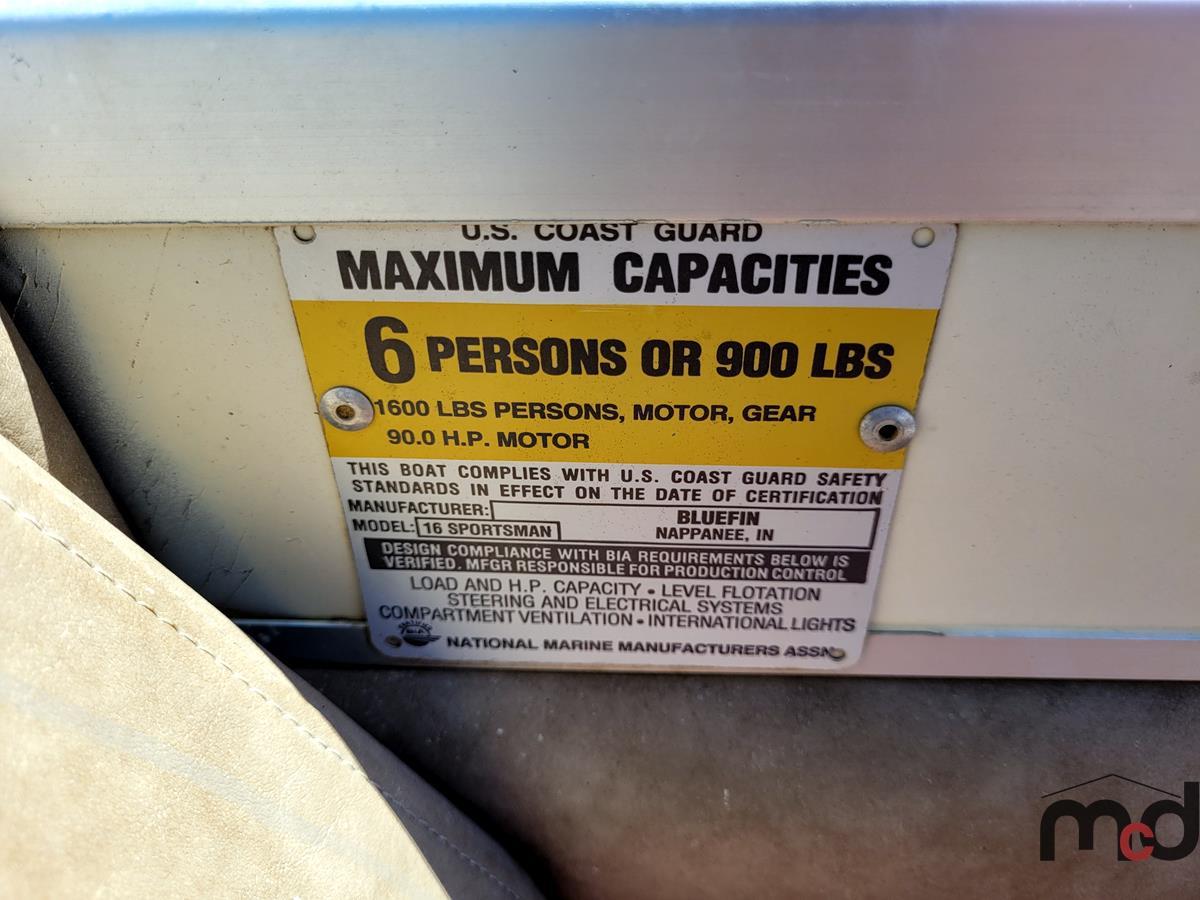 U.S. COAST GUARD
MAXIMUM CAPACITIES
6 PERSONS OR 900 LBS
1600 LBS PERSONS, MOTOR, GEAR
90.0 H.P. MOTOR
THIS BOAT COMPLIES WITH U.S. COAST GUARD SAFETY
STANDARDS IN EFFECT ON THE DATE OF CERTIFICATION
MANUFACTURER: BLUEFIN
MODEL: 16 SPORTSMAN NAPPANEE, IN
DESIGN COMPLIANCE WITH BIA REQUIREMENTS BELOW IS
VERIFIED. MFGR RESPONSIBLE FOR PRODUCTION CONTROL
LOAD AND H.P. CAPACITY • LEVEL FLOTATION
STEERING AND ELECTRICAL SYSTEMS
COMPARTMENT VENTILATION • INTERNATIONAL LIGHTS
NATIONAL MARINE MANUFACTURERS ASSN
mcd